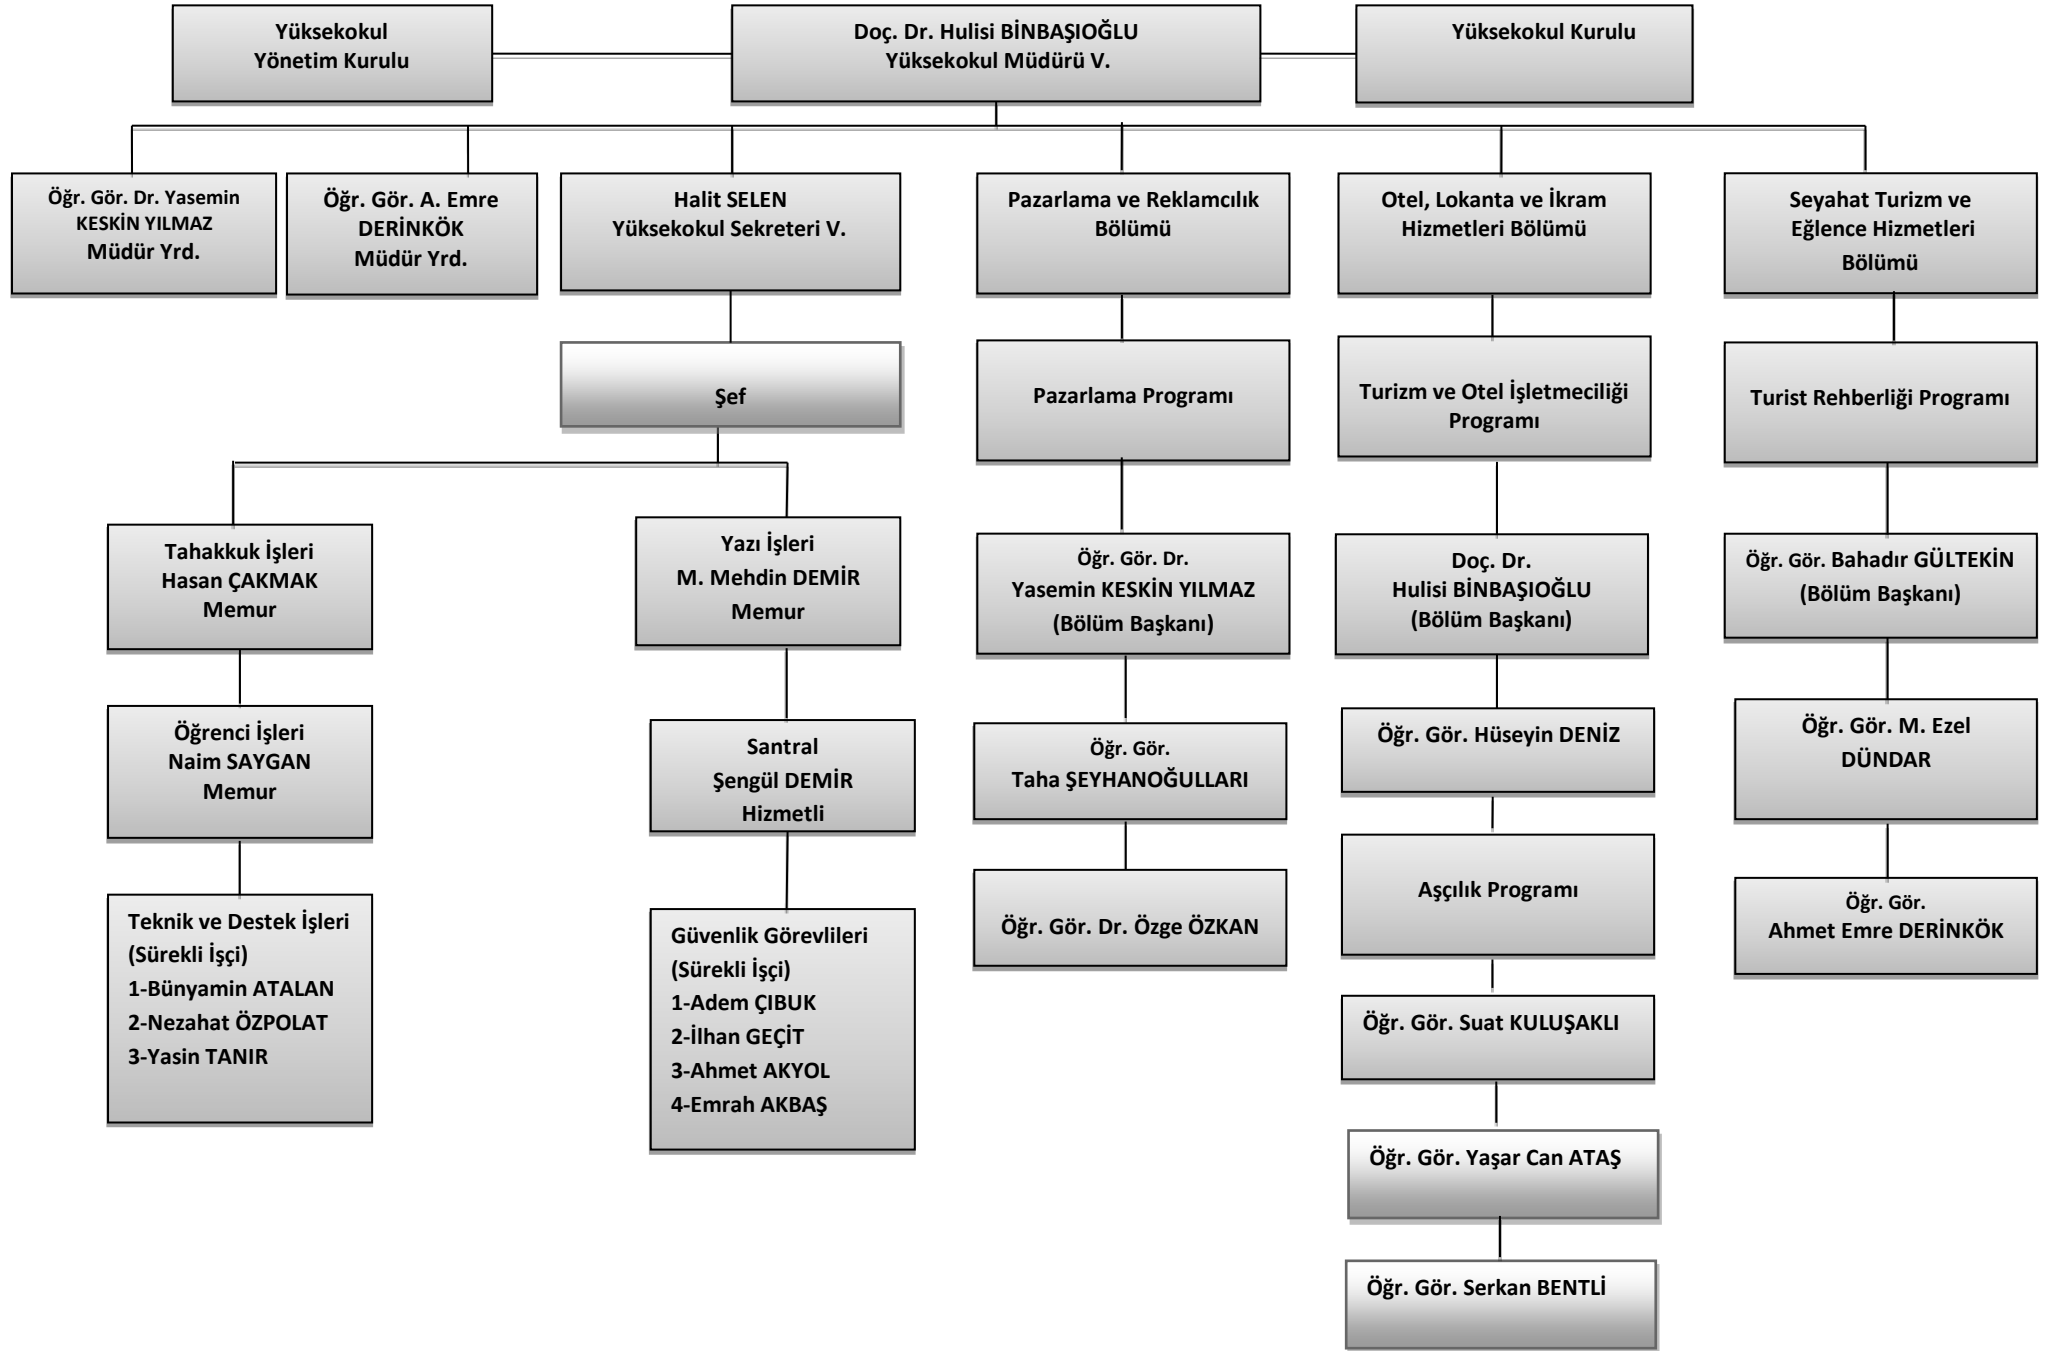 Yüksekokul
Yönetim Kurulu
Doç. Dr. Hulisi BİNBAŞIOĞLU
Yüksekokul Müdürü V.
Yüksekokul Kurulu
Öğr. Gör. Dr. Yasemin
KESKİN YILMAZ
Müdür Yrd.
Öğr. Gör. A. Emre
DERİNKÖK
Müdür Yrd.
Halit SELEN
Yüksekokul Sekreteri V.
Pazarlama ve Reklamcılık
Bölümü
Otel, Lokanta ve İkram
Hizmetleri Bölümü
Seyahat Turizm ve
Eğlence Hizmetleri
Bölümü
Şef
Pazarlama Programı
Turizm ve Otel İşletmeciliği
Programı
Turist Rehberliği Programı
Tahakkuk İşleri
Hasan ÇAKMAK
Memur
Yazı İşleri
M. Mehdin DEMİR
Memur
Öğr. Gör. Dr.
Yasemin KESKİN YILMAZ
(Bölüm Başkanı)
Doç. Dr.
Hulisi BİNBAŞIOĞLU
(Bölüm Başkanı)
Öğr. Gör. Bahadır GÜLTEKİN
(Bölüm Başkanı)
Öğrenci İşleri
Naim SAYGAN
Memur
Santral
Şengül DEMİR
Hizmetli
Öğr. Gör.
Taha ŞEYHANOĞULLARI
Öğr. Gör. Hüseyin DENİZ
Öğr. Gör. M. Ezel
DÜNDAR
Teknik ve Destek İşleri
(Sürekli İşçi)
1-Bünyamin ATALAN
2-Nezahat ÖZPOLAT
3-Yasin TANIR
Güvenlik Görevlileri
(Sürekli İşçi)
1-Adem ÇIBUK
2-İlhan GEÇİT
3-Ahmet AKYOL
4-Emrah AKBAŞ
Öğr. Gör. Dr. Özge ÖZKAN
Aşçılık Programı
Öğr. Gör.
Ahmet Emre DERİNKÖK
Öğr. Gör. Suat KULUŞAKLI
Öğr. Gör. Yaşar Can ATAŞ
Öğr. Gör. Serkan BENTLİ